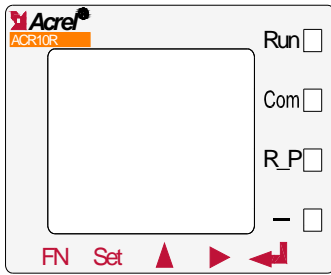 Acrel
ACR10R
Run
Com
R_P
–
FN Set